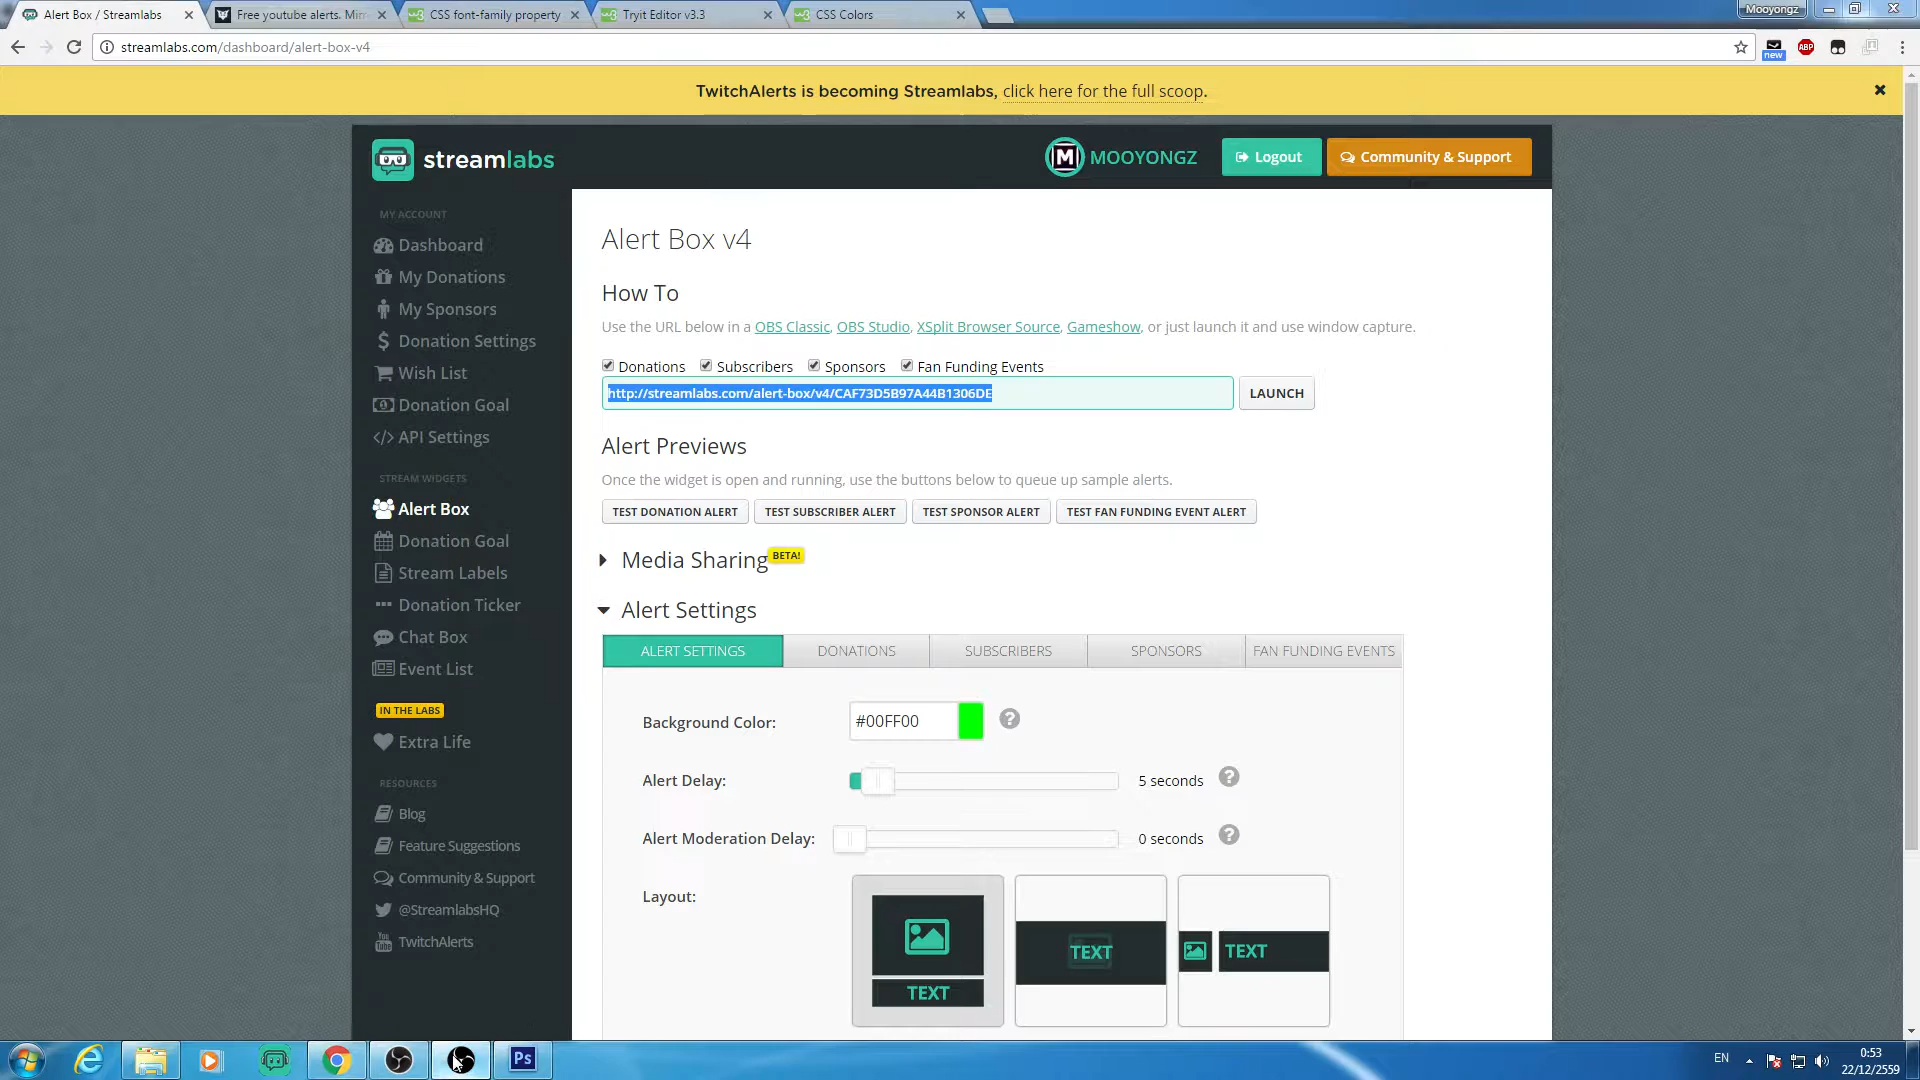 Alert Box / Streamlabs
Free youtube alerts. Mirr
CSS font-family property
Tryit Editor v3.3
CSS Colors
Mooyongz
streamlabs.com/dashboard/alert-box-v4
new
ABP
TwitchAlerts is becoming Streamlabs, click here for the full scoop.
streamlabs
MOOYONGZ
Logout
Community & Support
MY ACCOUNT
Dashboard
My Donations
My Sponsors
Donation Settings
Wish List
Donation Goal
API Settings
STREAM WIDGETS
Alert Box
Donation Goal
Stream Labels
Donation Ticker
Chat Box
Event List
IN THE LABS
Extra Life
RESOURCES
Blog
Feature Suggestions
Community & Support
@StreamlabsHQ
TwitchAlerts
Alert Box v4
How To
Use the URL below in a OBS Classic, OBS Studio, XSplit Browser Source, Gameshow, or just launch it and use window capture.
Donations Subscribers Sponsors Fan Funding Events
http://streamlabs.com/alert-box/v4/CAF73D5B97A44B1306DE
LAUNCH
Alert Previews
Once the widget is open and running, use the buttons below to queue up sample alerts.
TEST DONATION ALERT TEST SUBSCRIBER ALERT TEST SPONSOR ALERT TEST FAN FUNDING EVENT ALERT
Media Sharing BETA!
Alert Settings
ALERT SETTINGS DONATIONS SUBSCRIBERS SPONSORS FAN FUNDING EVENTS
Background Color: #00FF00 ?
Alert Delay: 5 seconds ?
Alert Moderation Delay: 0 seconds ?
Layout:
TEXT
TEXT
TEXT
Ps
EN
0:53
22/12/2559